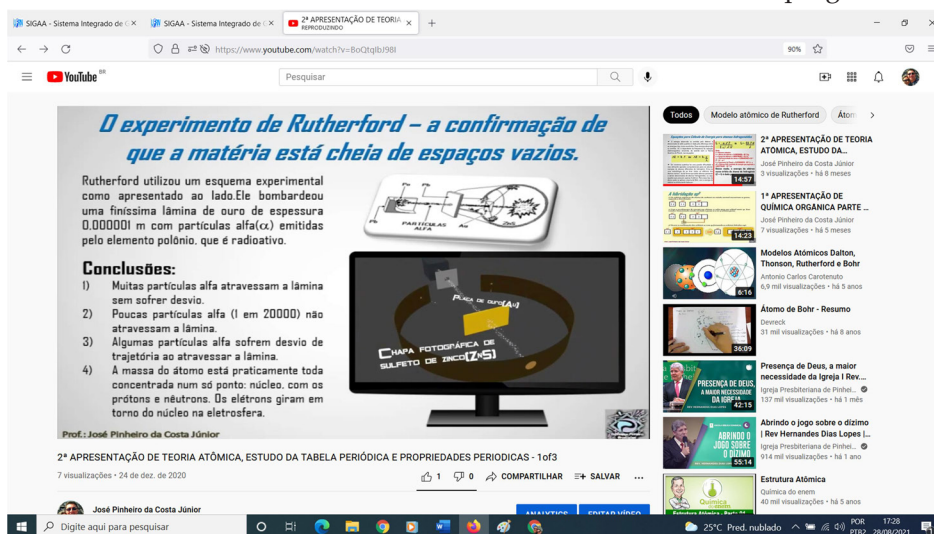 SIGAA - Sistema Integrado de G
SIGAA - Sistema Integrado de G
2ª APRESENTAÇÃO DE TEORIA
REPRODUZINDO
https://www.youtube.com/watch?v=BoQtqlbJ98I
90%
YouTube BR
Pesquisar
O experimento de Rutherford – a confirmação de
que a matéria está cheia de espaços vazios.
Rutherford utilizou um esquema experimental
como apresentado ao lado.Ele bombardeou
uma finíssima lâmina de ouro de espessura
0,000001 m com partículas alfa(α) emitidas
pelo elemento polônio, que é radioativo.
Conclusões:
1) Muitas partículas alfa atravessam a lâmina
sem sofrer desvio.
2) Poucas partículas alfa (1 em 20000) não
atravessam a lâmina.
3) Algumas partículas alfa sofrem desvio de
trajetória ao atravessar a lâmina.
4) A massa do átomo está praticamente toda
concentrada num só ponto: núcleo, com os
prótons e nêutrons. Os elétrons giram em
torno do núcleo na eletrosfera.
Prof.: José Pinheiro da Costa Júnior
Pb
Po
Pb
PARTÍCULAS
ALFA
Au
PLACA DE OURO(AU)
CHAPA FOTOGRÁFICA DE
SULFETO DE ZINCO(ZNS)
2ª APRESENTAÇÃO DE TEORIA ATÔMICA, ESTUDO DA TABELA PERIÓDICA E PROPRIEDADES PERIODICAS - 1of3
7 visualizações • 24 de dez. de 2020
1
0
COMPARTILHAR
SALVAR
José Pinheiro da Costa Júnior
ANALYTICS
EDITAR VÍDEO
Todos
Modelo atômico de Rutherford
Átom
2ª APRESENTAÇÃO DE TEORIA
ATÔMICA, ESTUDO DA...
José Pinheiro da Costa Júnior
3 visualizações • há 8 meses
14:57
1ª APRESENTAÇÃO DE
QUÍMICA ORGANICA PARTE ...
José Pinheiro da Costa Júnior
7 visualizações • há 5 meses
14:23
Modelos Atómicos Dalton,
Thonson, Rutherford e Bohr
Antonio Carlos Carotenuto
6,9 mil visualizações • há 5 anos
6:16
Átomo de Bohr - Resumo
Devreck
31 mil visualizações • há 8 anos
36:09
Presença de Deus, a maior
necessidade da Igreja I Rev....
Igreja Presbiteriana de Pinhei...
137 mil visualizações • há 1 mês
PRESENÇA DE DEUS,
A MAIOR NECESSIDADE
DA IGREJA
42:15
Abrindo o jogo sobre o dízimo
| Rev Hernandes Dias Lopes |...
Igreja Presbiteriana de Pinhei...
914 mil visualizações • há 1 ano
ABRINDO O
JOGO SOBRE
O DÍZIMO
55:14
Estrutura Atômica
Química do enem
40 mil visualizações • há 5 anos
Química
do enem
Digite aqui para pesquisar
25°C Pred. nublado
POR
PTB2
17:28
28/08/2021